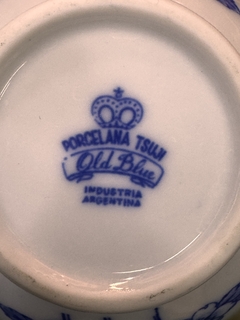 PORCELANA TSUJI
Old Blue
INDUSTRIA
ARGENTINA